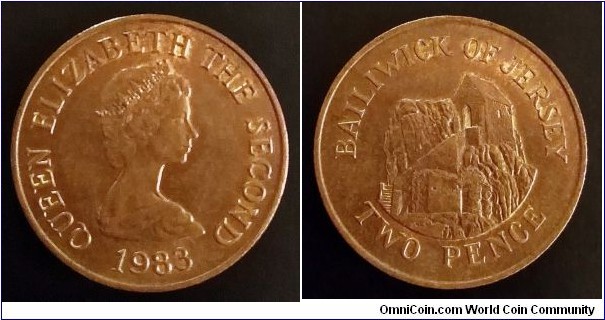 QUEEN ELIZABETH THE SECOND
1983
BAILIWICK OF JERSEY
TWO PENCE
OmniCoin.com World Coin Community